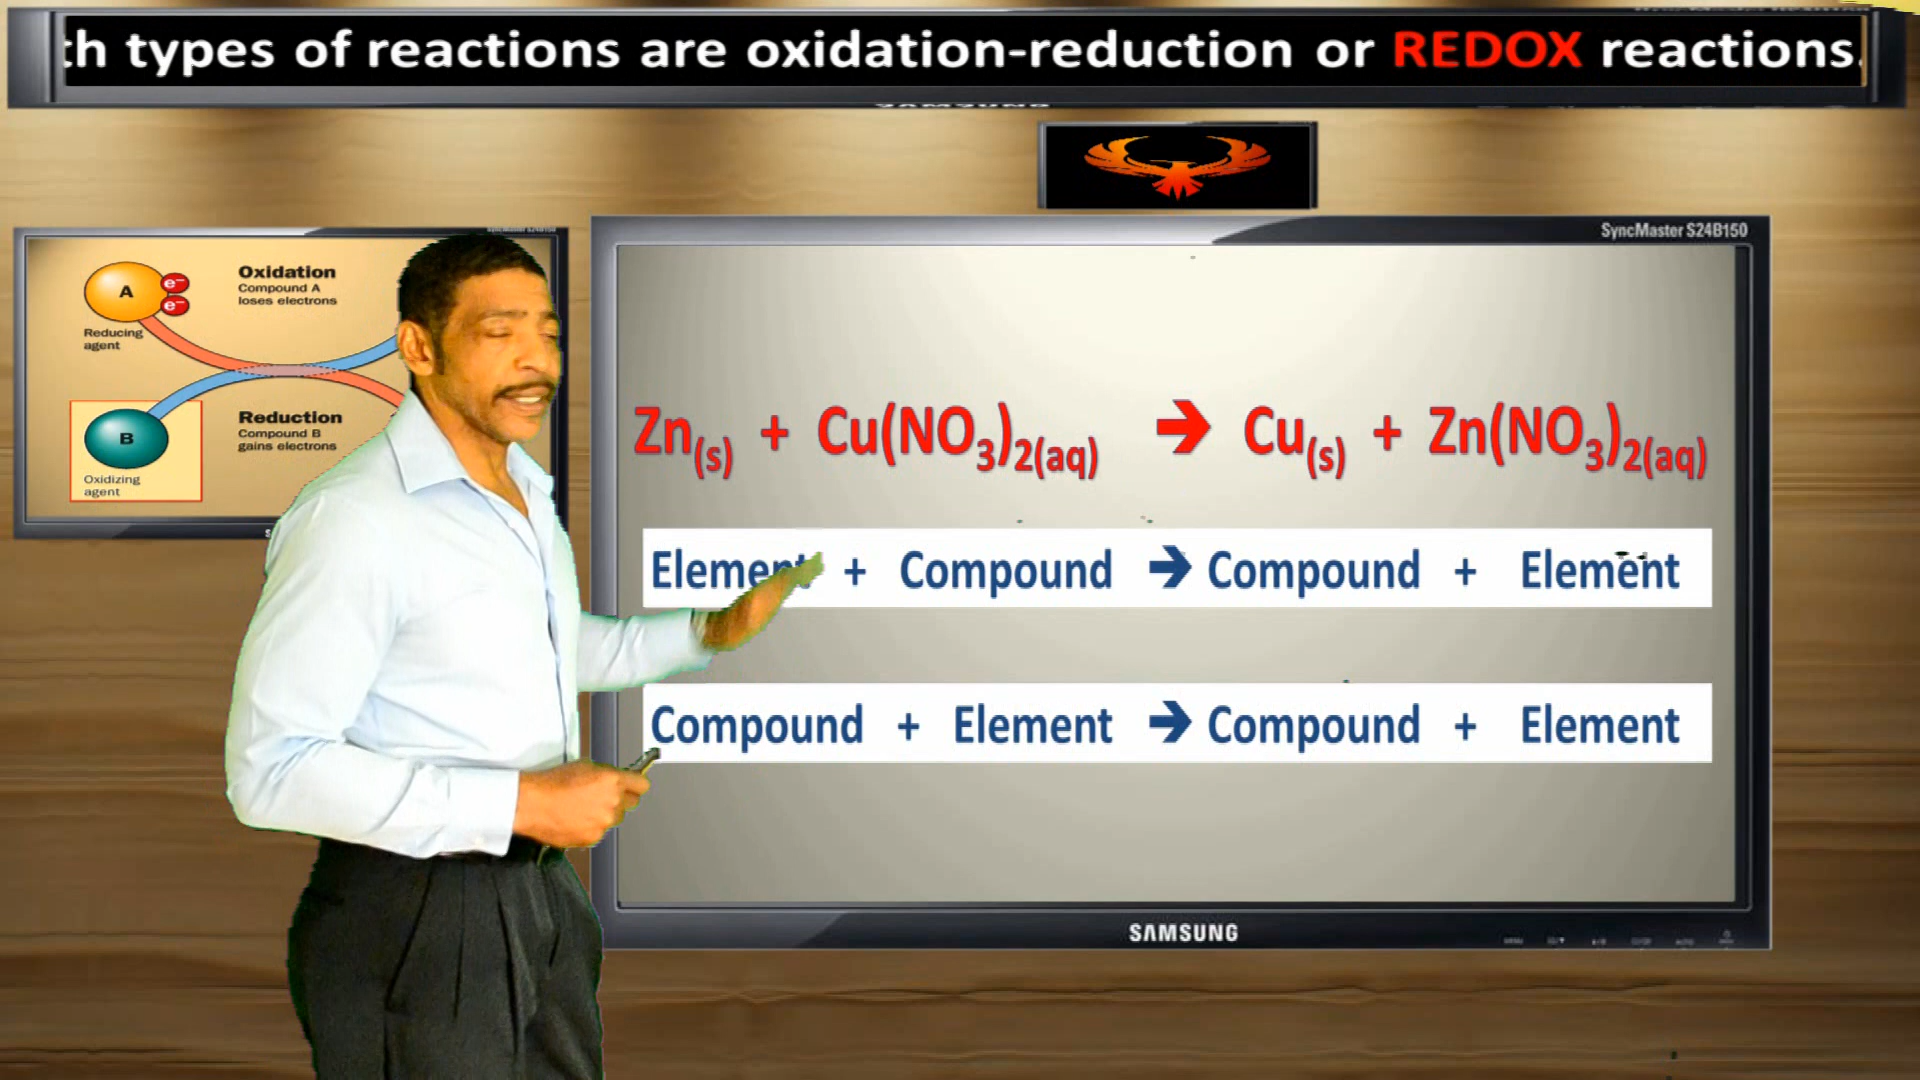 th types of reactions are oxidation-reduction or REDOX reactions.
SAMSUNG
SyncMaster S24B150
A
e⁻
e⁻
Oxidation
Compound A
loses electrons
Reducing
agent
B
Reduction
Compound B
gains electrons
Oxidizing
agent
Zn(s) + Cu(NO3)2(aq) ➔ Cu(s) + Zn(NO3)2(aq)
Element + Compound ➔ Compound + Element
Compound + Element ➔ Compound + Element
SAMSUNG